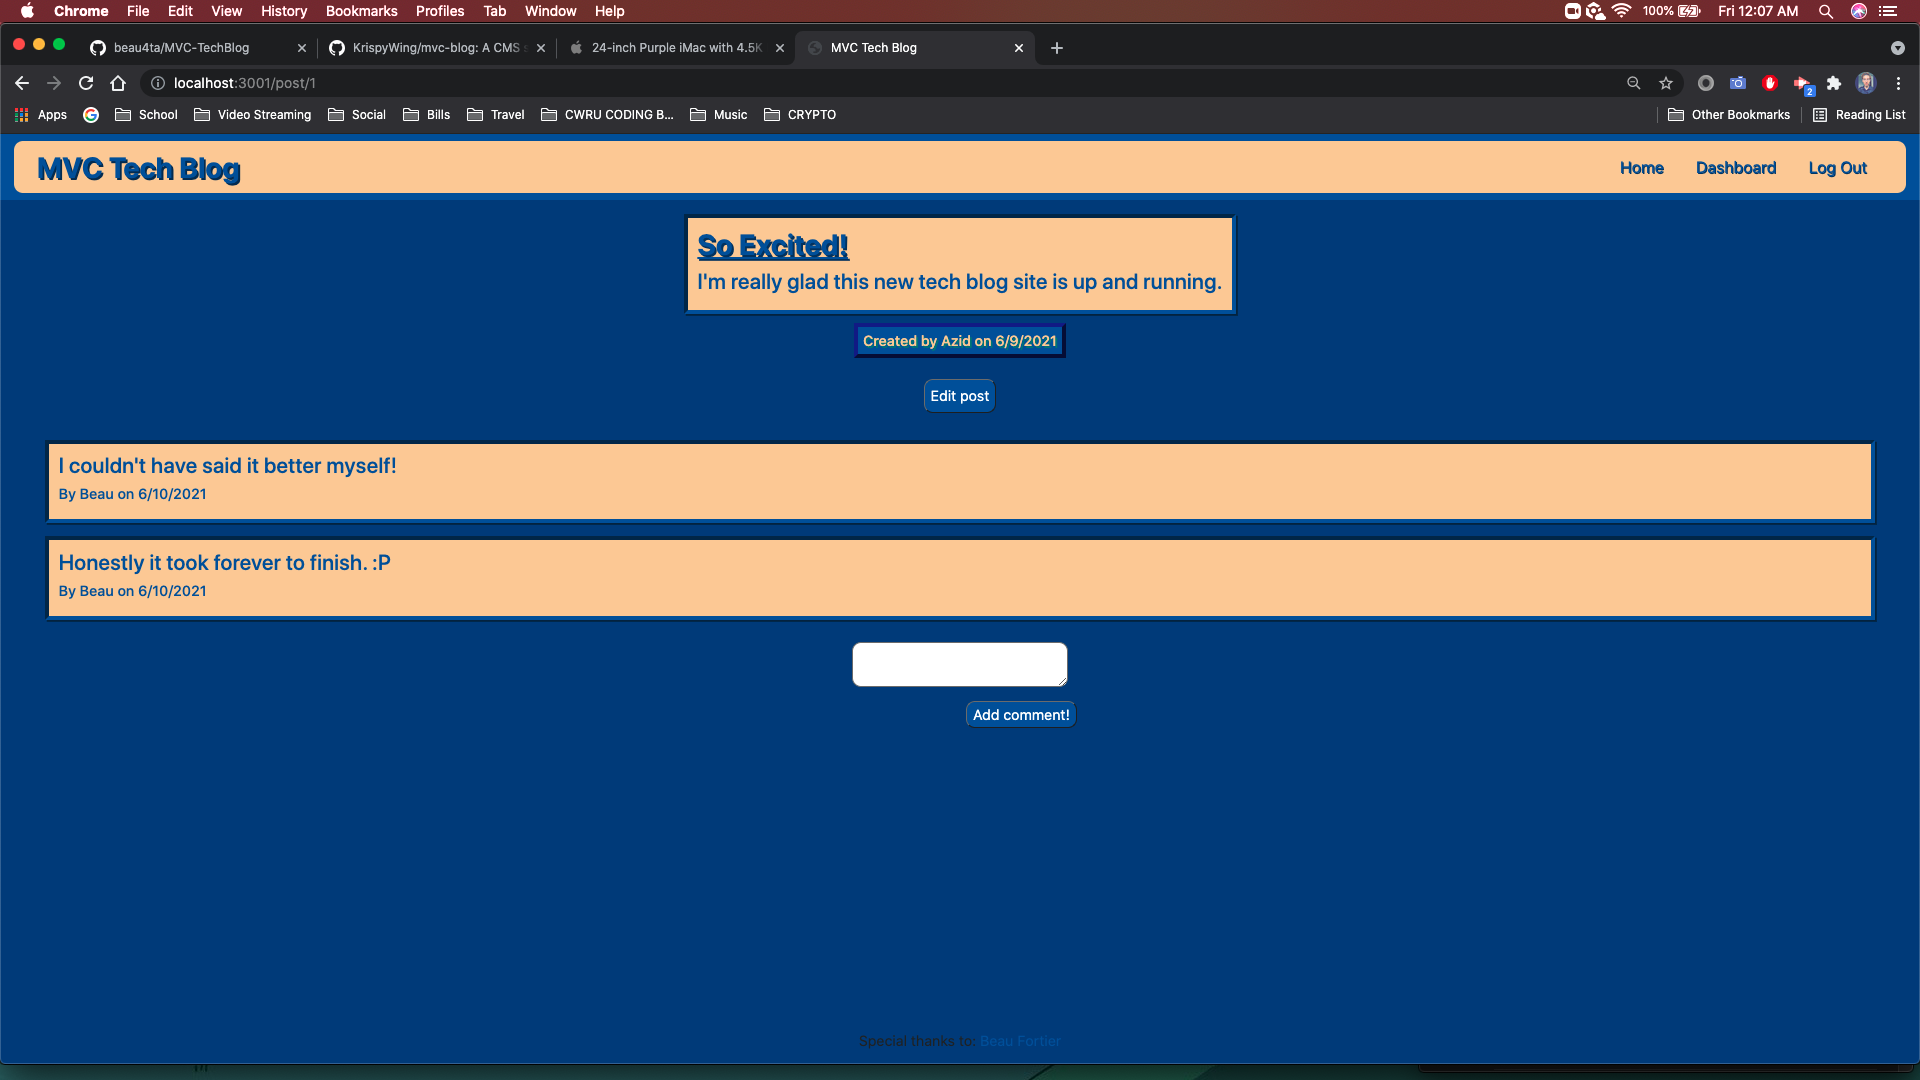 Chrome File Edit View History Bookmarks Profiles Tab Window Help 100% Fri 12:07 AM
beau4ta/MVC-TechBlog KrispyWing/mvc-blog: A CMS 24-inch Purple iMac with 4.5K MVC Tech Blog
localhost:3001/post/1 2
Apps School Video Streaming Social Bills Travel CWRU CODING B... Music CRYPTO Other Bookmarks Reading List
MVC Tech Blog Home Dashboard Log Out
So Excited!
I'm really glad this new tech blog site is up and running.
Created by Azid on 6/9/2021
Edit post
I couldn't have said it better myself!
By Beau on 6/10/2021
Honestly it took forever to finish. :P
By Beau on 6/10/2021
Add comment!
Special thanks to: Beau Fortier